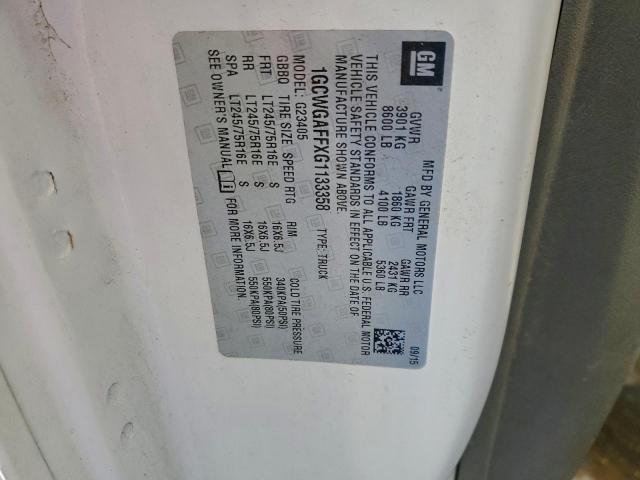 GM
MFD BY GENERAL MOTORS LLC
09/15
GVWR GAWR FRT GAWR RR
3901 KG 1860 KG 2431 KG
8600 LB 4100 LB 5360 LB
THIS VEHICLE CONFORMS TO ALL APPLICABLE U.S. FEDERAL MOTOR
VEHICLE SAFETY STANDARDS IN EFFECT ON THE DATE OF
MANUFACTURE SHOWN ABOVE.
1GCWGAFFXG1133358 TYPE: TRUCK
MODEL: G23405
GBBQ TIRE SIZE SPEED RTG RIM COLD TIRE PRESSURE
FRT LT245/75R16E S 16X6.5J 340KPA(50PSI)
RR LT245/75R16E S 16X6.5J 550KPA(80PSI)
SPA LT245/75R16E S 16X6.5J 550KPA(80PSI)
SEE OWNER'S MANUAL FOR MORE INFORMATION.